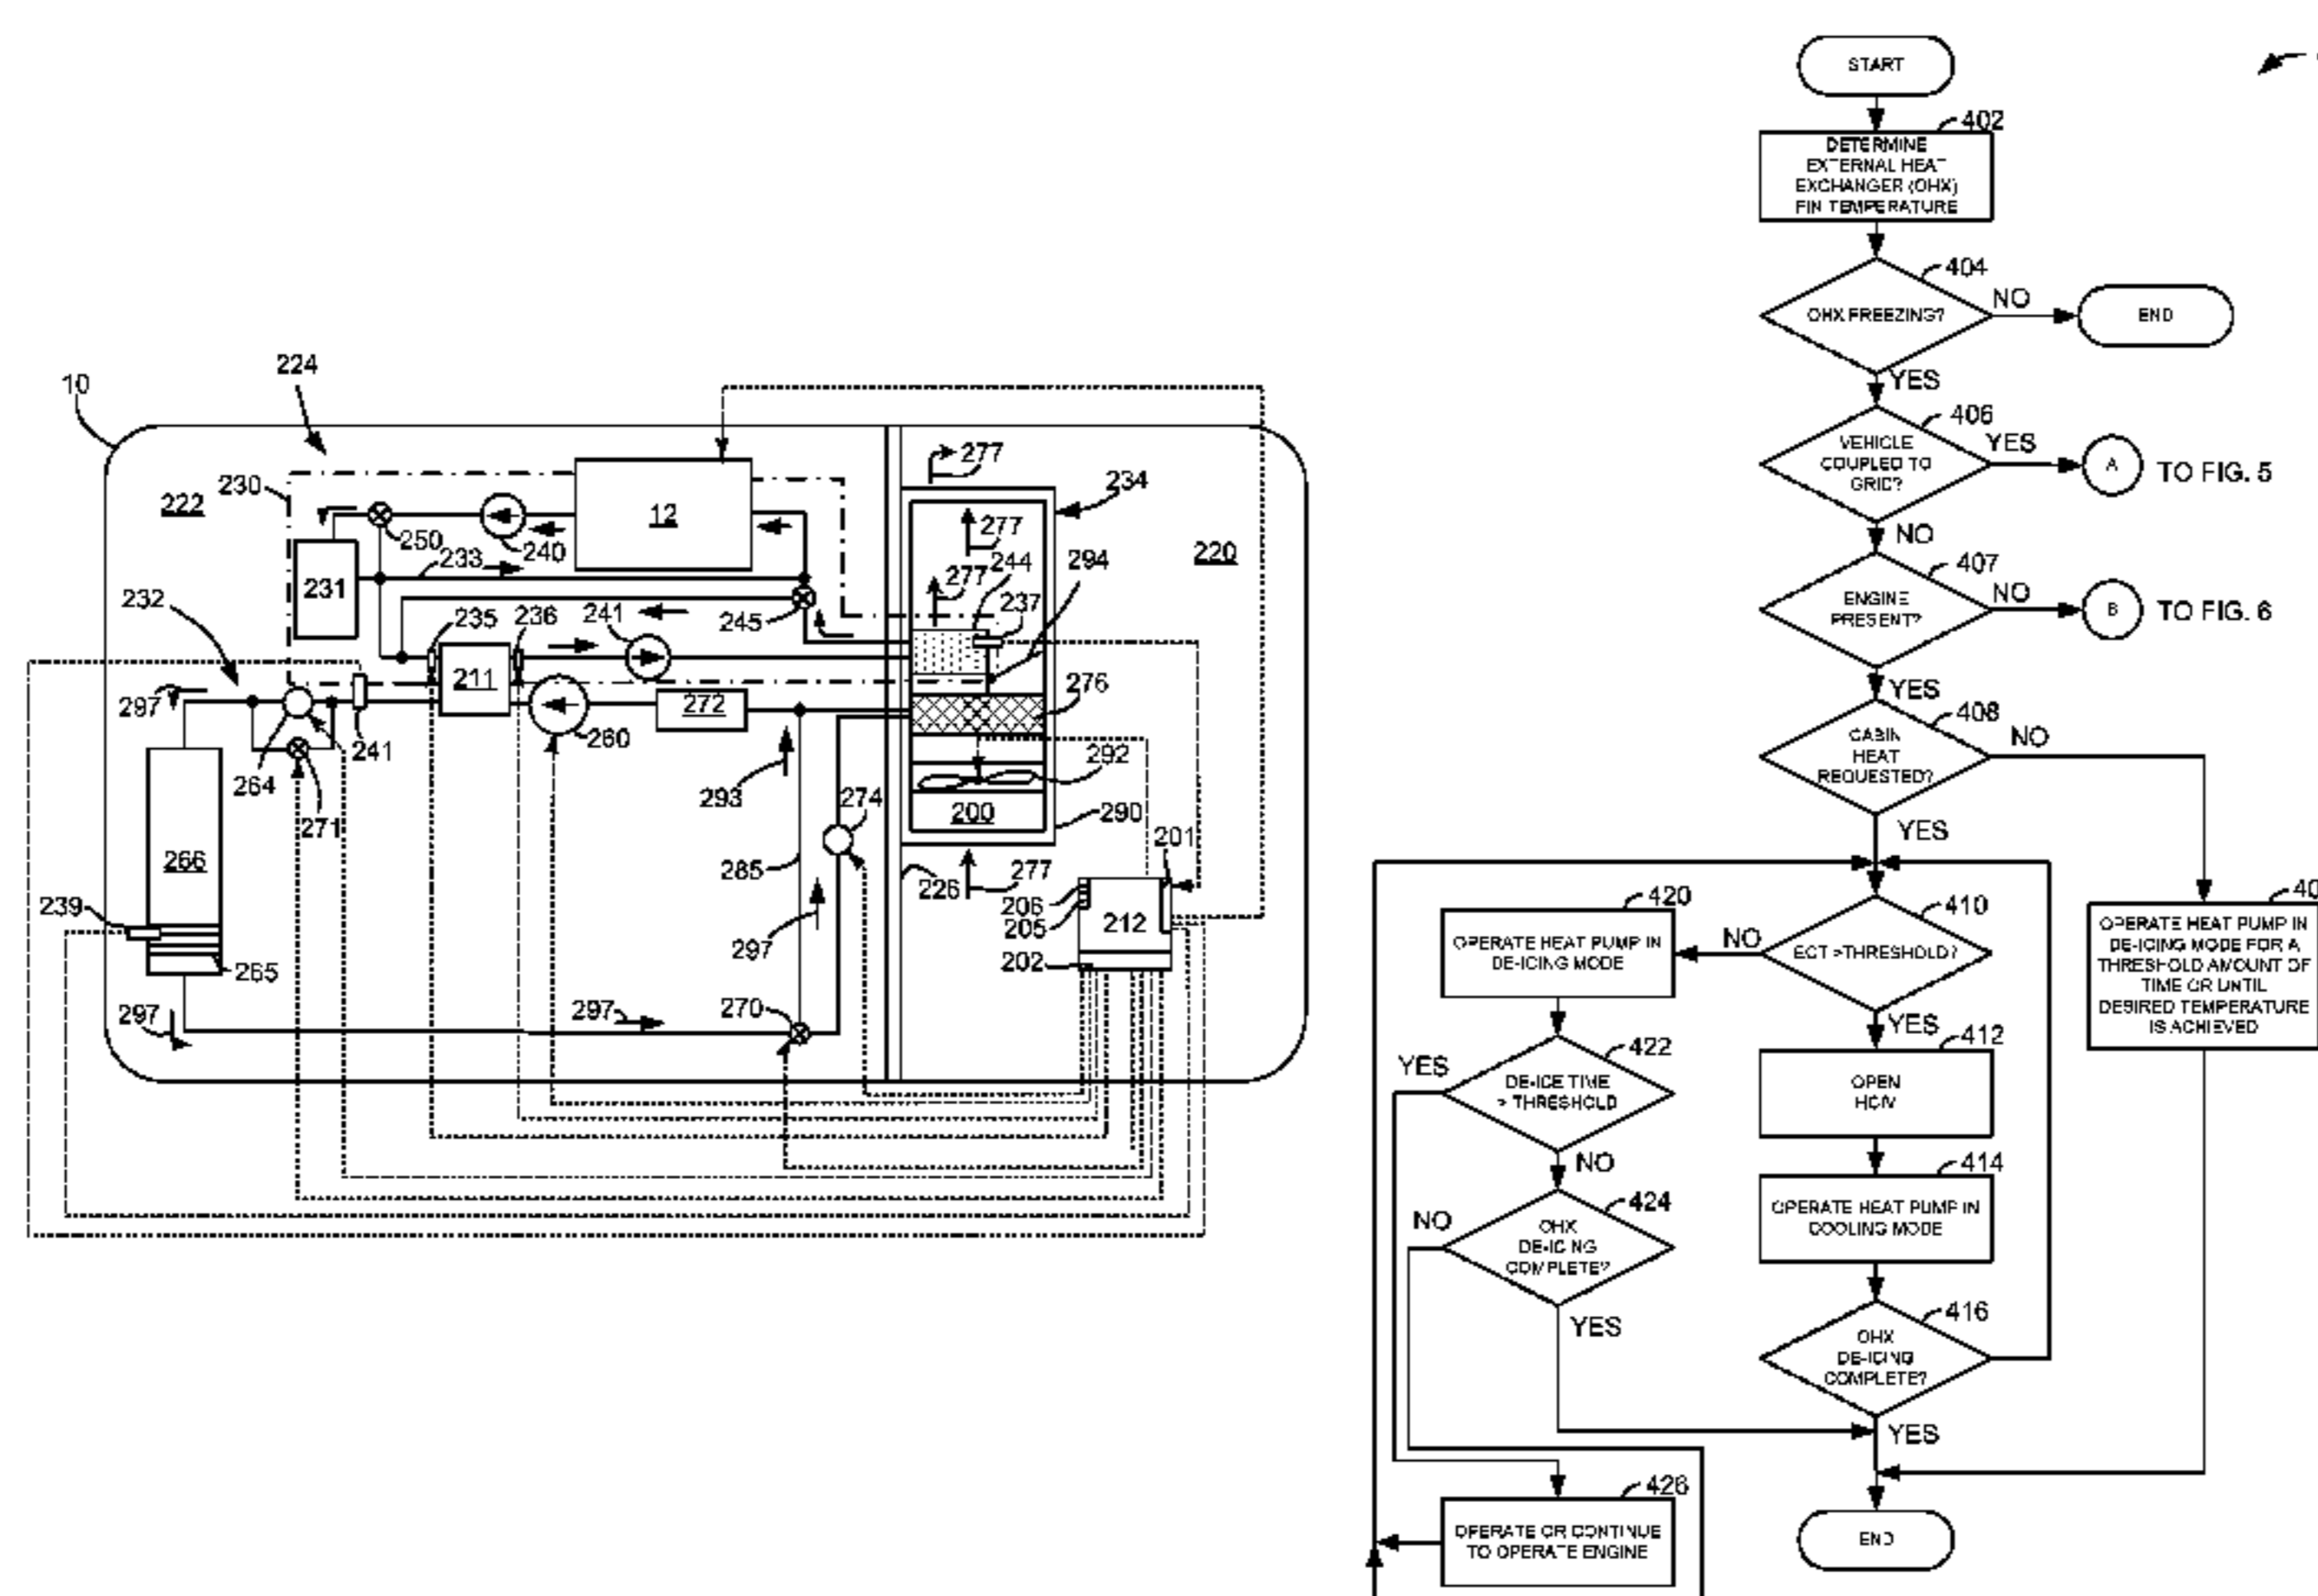 10
224
230
222
12
250
240
233
231
232
235
236
241
245
211
297
264
271
241
260
272
293
266
239
265
297
297
270
285
274
297
277
234
277
277
244
294
237
220
276
292
200
290
226
277
201
206
205
212
202
START
402
DETERMINE
EXTERNAL HEAT
EXCHANGER (OHX)
FIN TEMPERATURE
404
OHX FREEZING?
NO
END
YES
406
VEHICLE
COUPLED TO
GRID?
YES
A
TO FIG. 5
NO
407
ENGINE
PRESENT?
NO
B
TO FIG. 6
YES
408
CABIN
HEAT
REQUESTED?
NO
YES
410
ECT >THRESHOLD?
NO
YES
OPERATE HEAT PUMP IN
DE-ICING MODE FOR A
THRESHOLD AMOUNT OF
TIME OR UNTIL
DESIRED TEMPERATURE
IS ACHIEVED
420
OPERATE HEAT PUMP IN
DE-ICING MODE
412
OPEN
422
DE-ICE TIME
> THRESHOLD
YES
NO
414
OPERATE HEAT PUMP IN
COOLING MODE
424
OHX
DE-ICING
COMPLETE?
NO
YES
416
OHX
DE-ICING
COMPLETE?
YES
426
OPERATE OR CONTINUE
TO OPERATE ENGINE
END